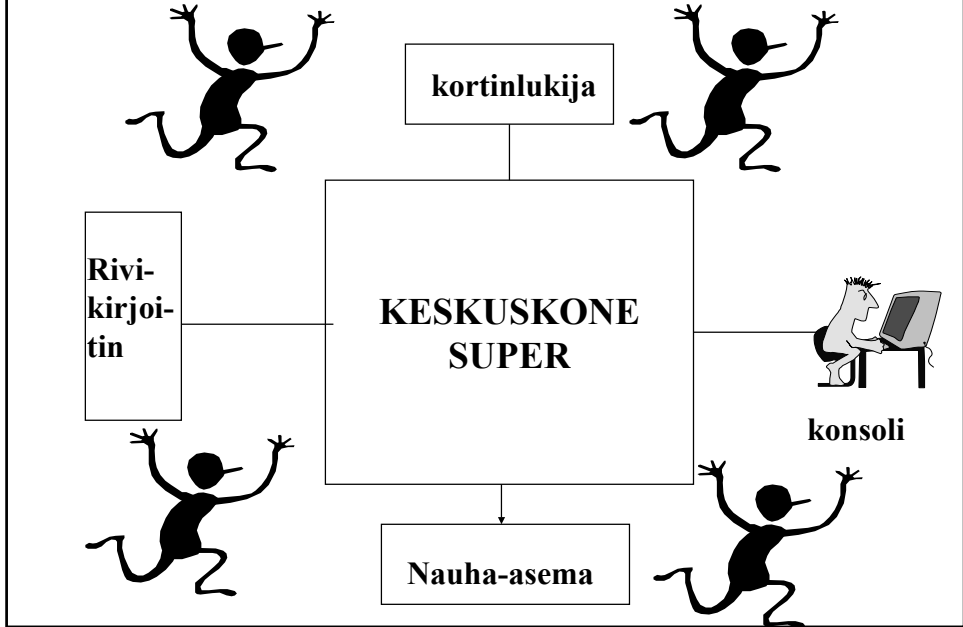 kortinlukija
Rivi-
kirjoi-
tin
KESKUSKONE
SUPER
konsoli
Nauha-asema